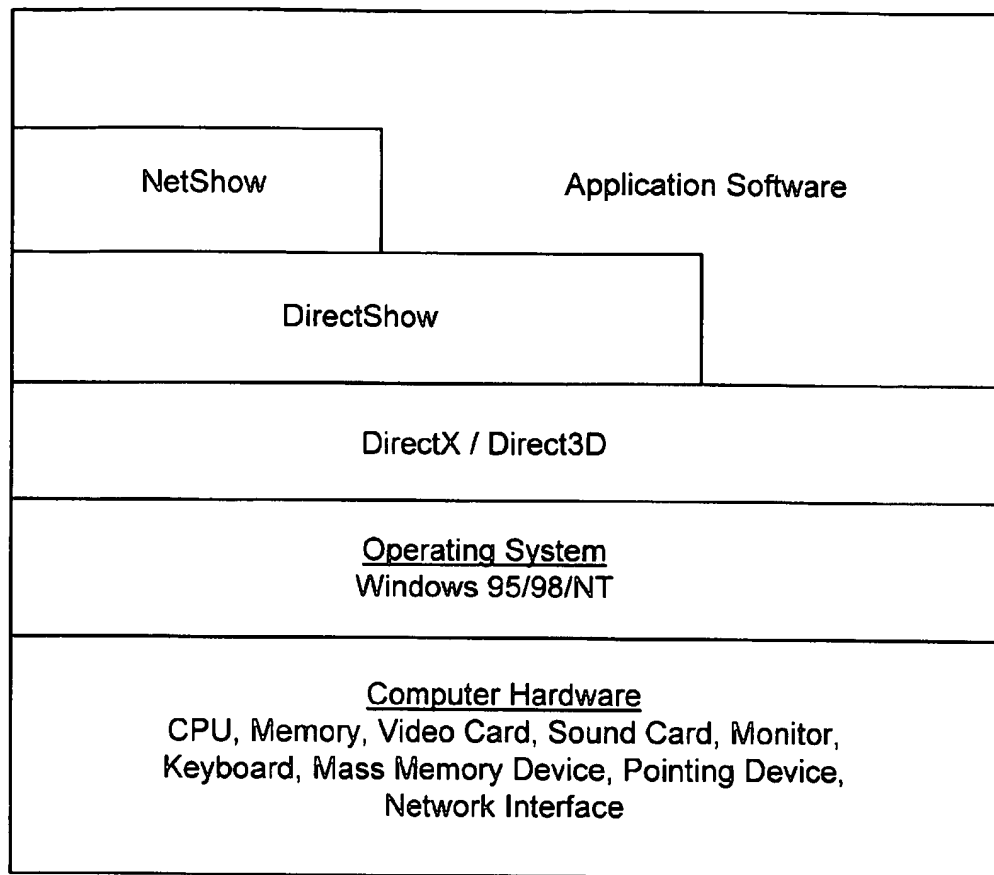 NetShow
Application Software
DirectShow
DirectX / Direct3D
Operating System
Windows 95/98/NT
Computer Hardware
CPU, Memory, Video Card, Sound Card, Monitor,
Keyboard, Mass Memory Device, Pointing Device,
Network Interface